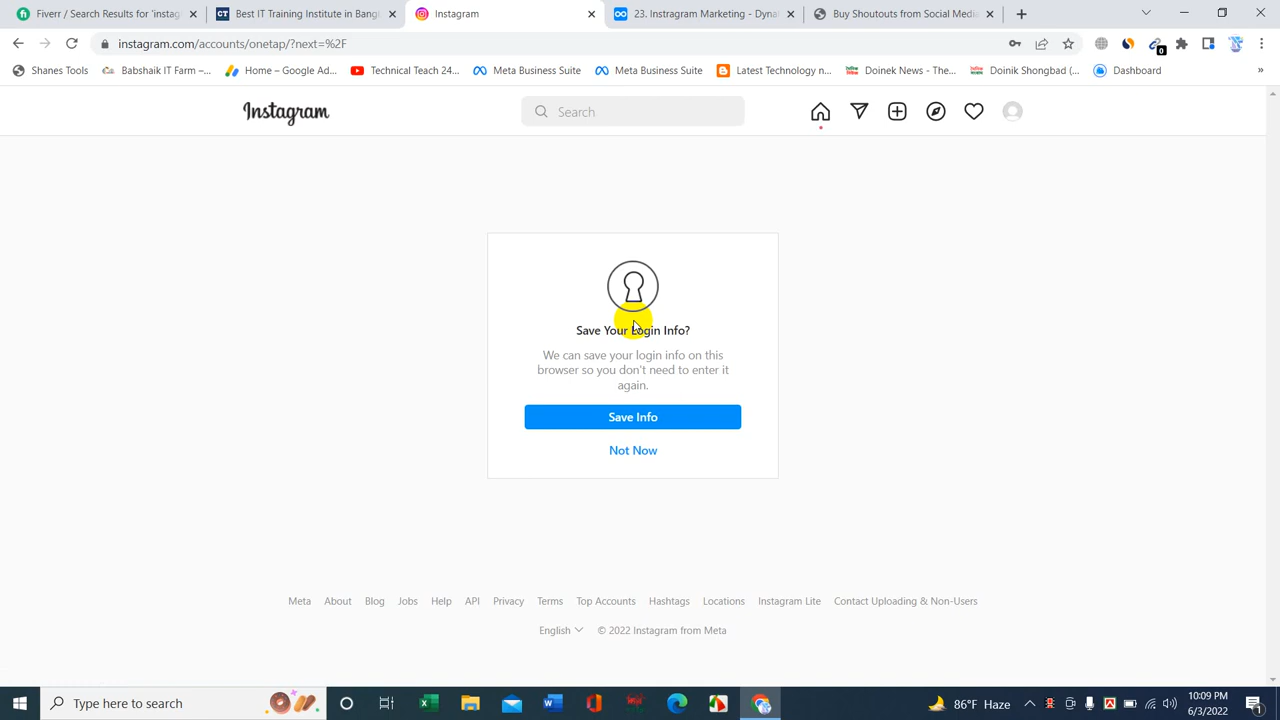 Fiverr / Search Results for 'instag
Best IT Training Institute in Bangl
Instagram
23. Instragram Marketing - Dyna
Buy Shoutouts from Social Media
instagram.com/accounts/onetap/?next=%2F
0
Shanes Tools
Babshaik IT Farm –...
Home – Google Ad...
Technical Teach 24...
Meta Business Suite
Meta Business Suite
Latest Technology n...
Doinek News - The...
Doinik Shongbad (...
Dashboard
»
Instagram
Search
Save Your Login Info?
We can save your login info on this
browser so you don't need to enter it
again.
Save Info
Not Now
Meta About Blog Jobs Help API Privacy Terms Top Accounts Hashtags Locations Instagram Lite Contact Uploading & Non-Users
English © 2022 Instagram from Meta
Type here to search
86°F Haze
10:09 PM
6/3/2022
1